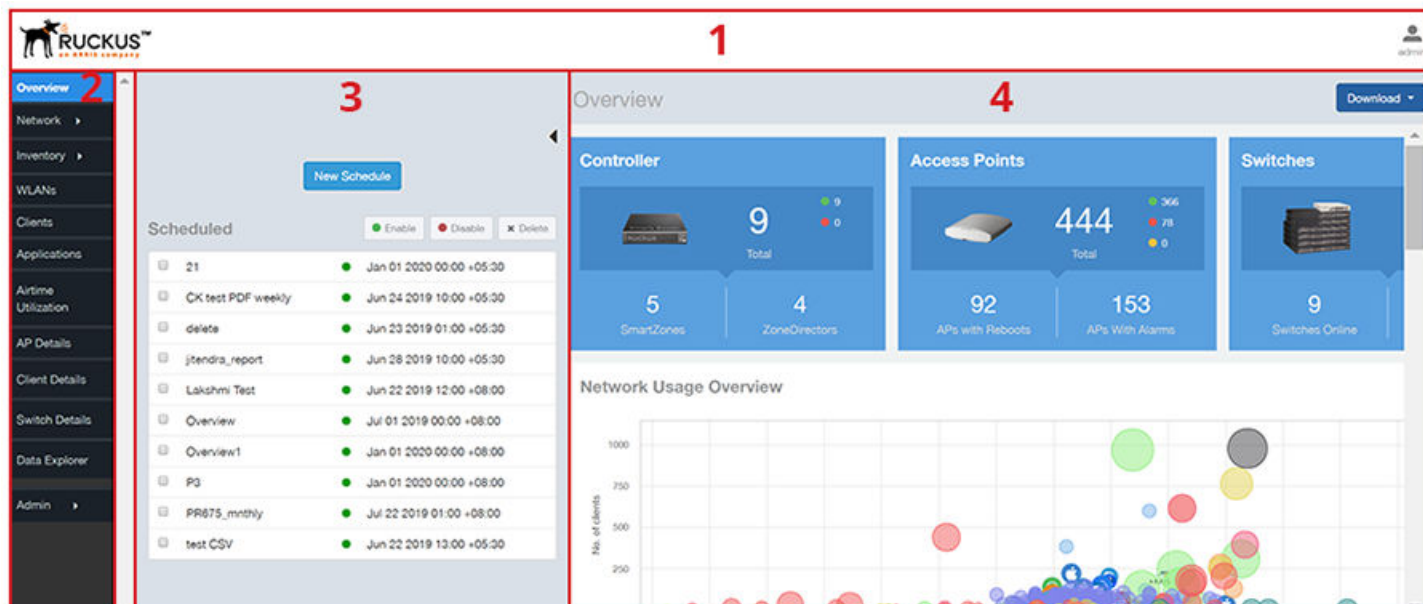 RUCKUS™
an ARRIS company
1
admin
Overview
2
Network
Inventory
WLANs
Clients
Applications
Airtime
Utilization
AP Details
Client Details
Switch Details
Data Explorer
Admin
3
New Schedule
Scheduled
Enable Disable Delete
21 Jan 01 2020 00:00 +05:30
CK test PDF weekly Jun 24 2019 10:00 +05:30
delete Jun 23 2019 01:00 +05:30
jitendra_report Jun 28 2019 10:00 +05:30
Lakshmi Test Jun 22 2019 12:00 +08:00
Overview Jul 01 2019 00:00 +08:00
Overview1 Jan 01 2020 00:00 +08:00
P3 Jan 01 2020 00:00 +08:00
PR675_mnthly Jul 22 2019 01:00 +08:00
test CSV Jun 22 2019 13:00 +05:30
Overview
4
Download
Controller
RUCKUS
9
Total
9
0
5
SmartZones
4
ZoneDirectors
Access Points
444
Total
366
78
0
92
APs with Reboots
153
APs With Alarms
Switches
9
Switches Online
Network Usage Overview
No. of clients
1000
750
500
250